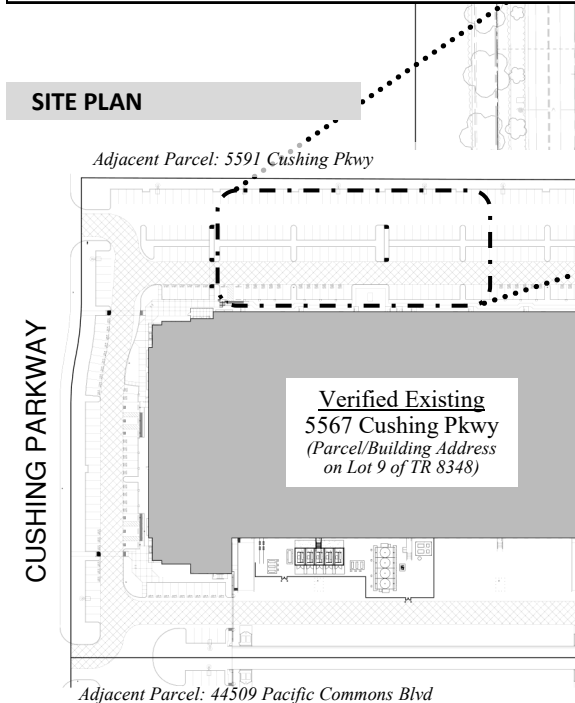 SITE PLAN
Adjacent Parcel: 5591 Cushing Pkwy
CUSHING PARKWAY
Verified Existing
5567 Cushing Pkwy
(Parcel/Building Address
on Lot 9 of TR 8348)
Adjacent Parcel: 44509 Pacific Commons Blvd